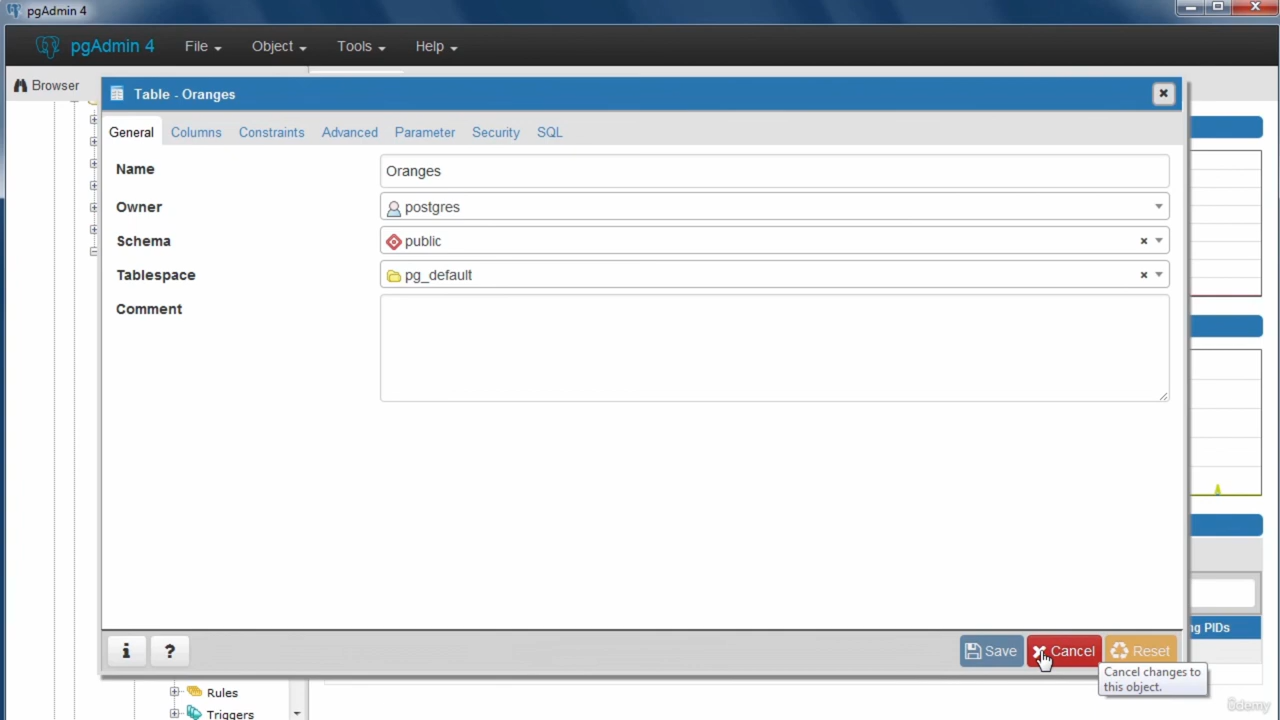 pgAdmin 4
pgAdmin 4 File Object Tools Help
Browser
Table - Oranges
General Columns Constraints Advanced Parameter Security SQL
Name Oranges
Owner postgres
Schema public
Tablespace pg_default
Comment
ng PIDs
i ? Save Cancel Reset
Cancel changes to
this object.
Rules
Triggers
ûdemy